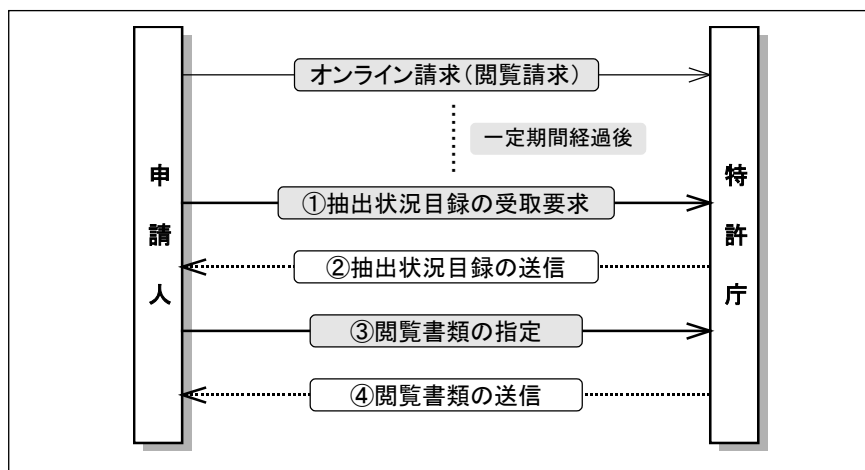 オンライン請求(閲覧請求)
一定期間経過後
申請人
特許庁
①抽出状況目録の受取要求
②抽出状況目録の送信
③閲覧書類の指定
④閲覧書類の送信